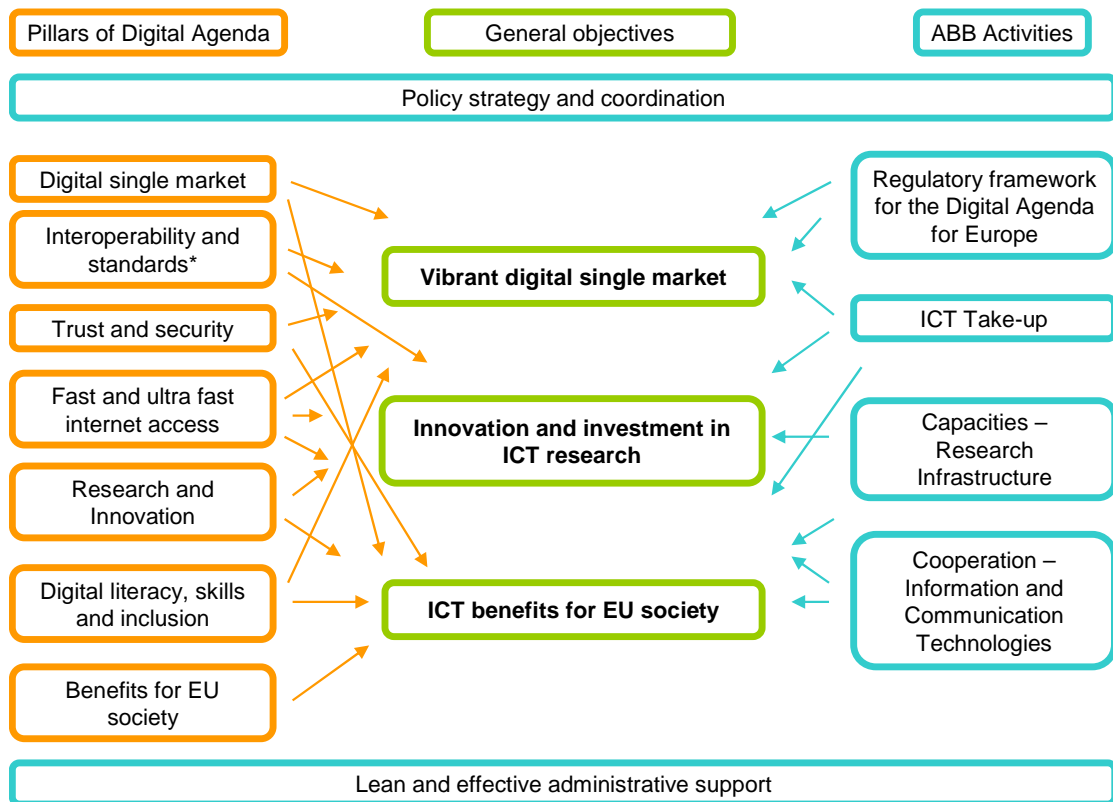 Pillars of Digital Agenda
General objectives
ABB Activities
Policy strategy and coordination
Digital single market
Interoperability and
standards*
Trust and security
Fast and ultra fast
internet access
Research and
Innovation
Digital literacy, skills
and inclusion
Benefits for EU
society
Vibrant digital single market
Innovation and investment in
ICT research
ICT benefits for EU society
Regulatory framework
for the Digital Agenda
for Europe
ICT Take-up
Capacities –
Research
Infrastructure
Cooperation –
Information and
Communication
Technologies
Lean and effective administrative support